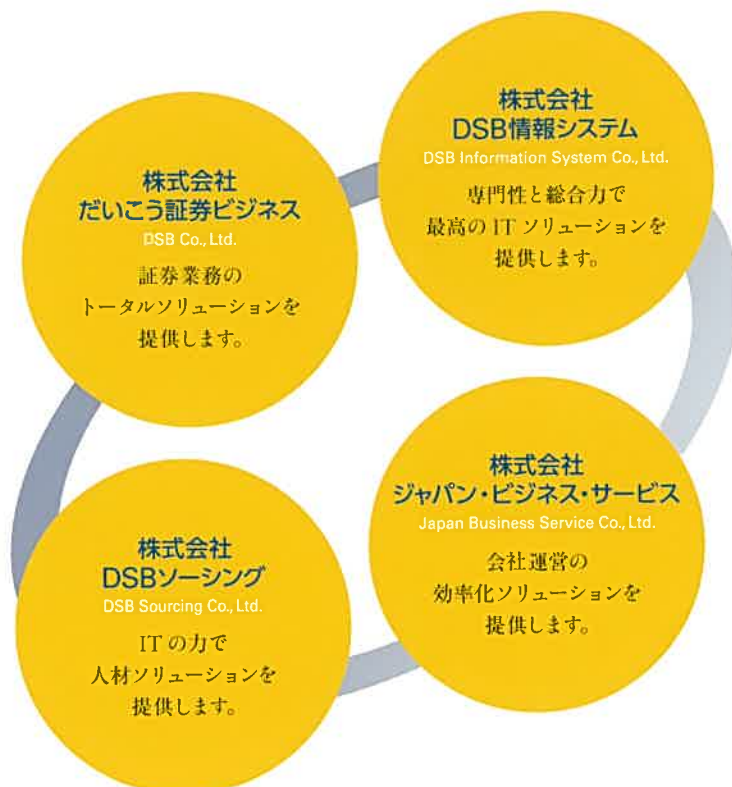 株式会社
だいこう証券ビジネス
DSB Co., Ltd.
証券業務の
トータルソリューションを
提供します。
株式会社
DSB情報システム
DSB Information System Co., Ltd.
専門性と総合力で
最高の IT ソリューションを
提供します。
株式会社
DSBソーシング
DSB Sourcing Co., Ltd.
IT の力で
人材ソリューションを
提供します。
株式会社
ジャパン・ビジネス・サービス
Japan Business Service Co., Ltd.
会社運営の
効率化ソリューションを
提供します。